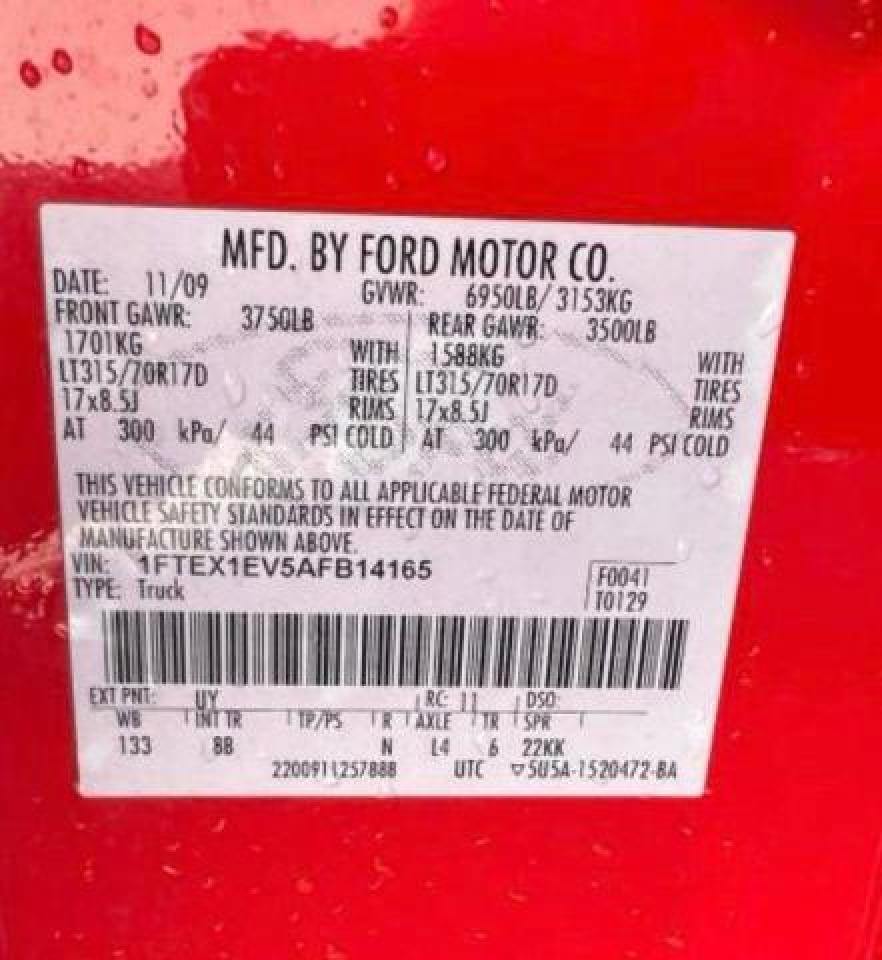 MFD. BY FORD MOTOR CO.
DATE: 11/09 GVWR: 6950LB/ 3153KG
FRONT GAWR: 3750LB REAR GAWR: 3500LB
1701KG WITH 1588KG WITH
LT315/70R17D TIRES LT315/70R17D TIRES
17x8.5J RIMS 17x8.5J RIMS
AT 300 kPa/ 44 PSI COLD AT 300 kPa/ 44 PSI COLD
THIS VEHICLE CONFORMS TO ALL APPLICABLE FEDERAL MOTOR
VEHICLE SAFETY STANDARDS IN EFFECT ON THE DATE OF
MANUFACTURE SHOWN ABOVE.
VIN: 1FTEX1EV5AFB14165 F0041
TYPE: Truck T0129
EXT PNT: UY RC: 11 DSO:
WB INT TR TP/PS R AXLE TR SPR
133 8B N L4 6 22KK
2200911257888 UTC ▽5U5A-1520472-BA